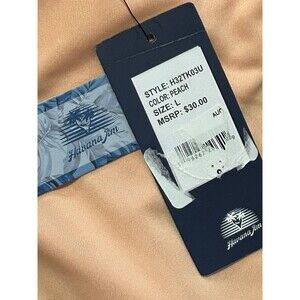 STYLE: H32TK03U
COLOR: PEACH
SIZE: L
MSRP: $30.00
Havana Jim
Havana Jim